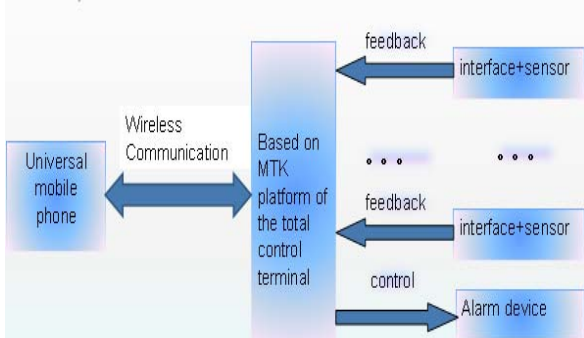 feedback
interface+sensor
Wireless
Communication
Universal
mobile
phone
Based on
MTK
platform of
the total
control
terminal
feedback
interface+sensor
control
Alarm device